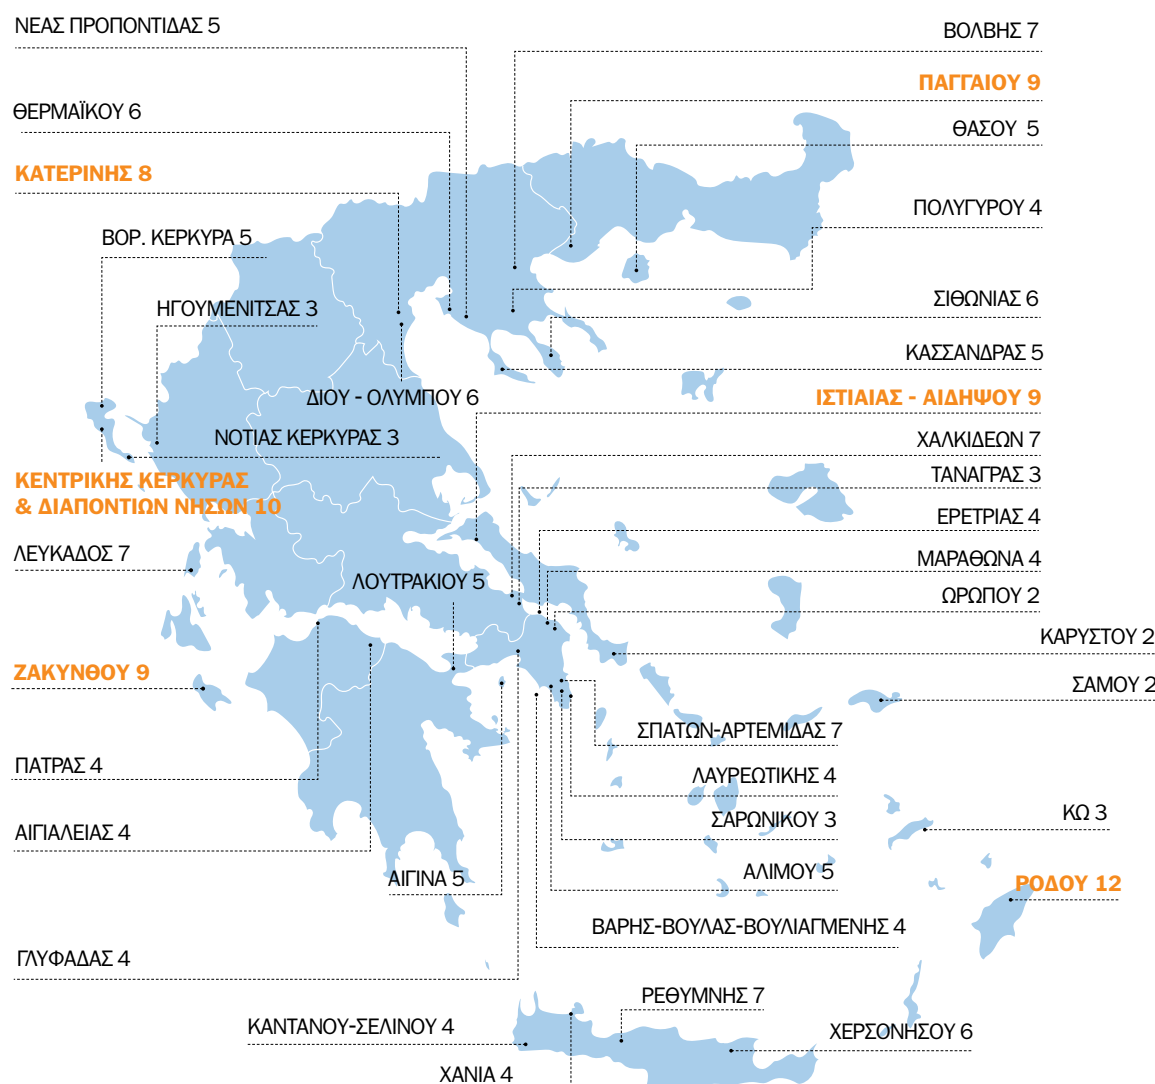 ΝΕΑΣ ΠΡΟΠΟΝΤΙΔΑΣ 5
ΒΟΛΒΗΣ 7
ΠΑΓΓΑΙΟΥ 9
ΘΕΡΜΑΪΚΟΥ 6
ΘΑΣΟΥ 5
ΚΑΤΕΡΙΝΗΣ 8
ΠΟΛΥΓΥΡΟΥ 4
ΒΟΡ. ΚΕΡΚΥΡΑ 5
ΗΓΟΥΜΕΝΙΤΣΑΣ 3
ΣΙΘΩΝΙΑΣ 6
ΚΑΣΣΑΝΔΡΑΣ 5
ΔΙΟΥ - ΟΛΥΜΠΟΥ 6
ΙΣΤΙΑΙΑΣ - ΑΙΔΗΨΟΥ 9
ΝΟΤΙΑΣ ΚΕΡΚΥΡΑΣ 3
ΧΑΛΚΙΔΕΩΝ 7
ΤΑΝΑΓΡΑΣ 3
ΚΕΝΤΡΙΚΗΣ ΚΕΡΚΥΡΑΣ
& ΔΙΑΠΟΝΤΙΩΝ ΝΗΣΩΝ 10
ΕΡΕΤΡΙΑΣ 4
ΛΕΥΚΑΔΟΣ 7
ΜΑΡΑΘΩΝΑ 4
ΛΟΥΤΡΑΚΙΟΥ 5
ΩΡΩΠΟΥ 2
ΚΑΡΥΣΤΟΥ 2
ΖΑΚΥΝΘΟΥ 9
ΣΑΜΟΥ 2
ΣΠΑΤΩΝ-ΑΡΤΕΜΙΔΑΣ 7
ΠΑΤΡΑΣ 4
ΛΑΥΡΕΩΤΙΚΗΣ 4
ΣΑΡΩΝΙΚΟΥ 3
ΚΩ 3
ΑΙΓΙΑΛΕΙΑΣ 4
ΑΙΓΙΝΑ 5
ΑΛΙΜΟΥ 5
ΡΟΔΟΥ 12
ΒΑΡΗΣ-ΒΟΥΛΑΣ-ΒΟΥΛΙΑΓΜΕΝΗΣ 4
ΓΛΥΦΑΔΑΣ 4
ΡΕΘΥΜΝΗΣ 7
ΚΑΝΤΑΝΟΥ-ΣΕΛΙΝΟΥ 4
ΧΕΡΣΟΝΗΣΟΥ 6
ΧΑΝΙΑ 4